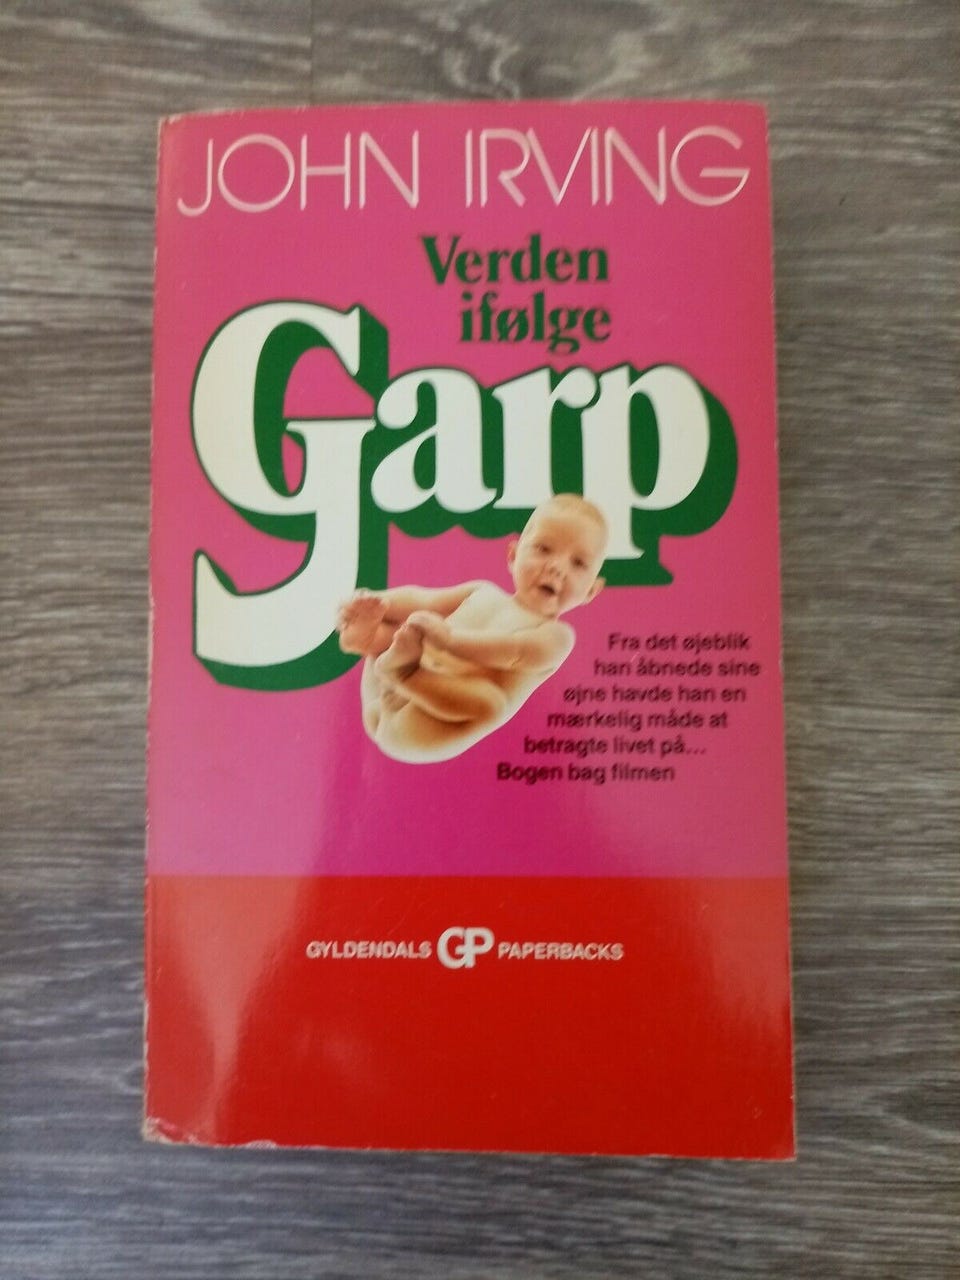 JOHN IRVING
Verden
ifølge
Garp
Fra det øjeblik
han åbnede sine
øjne havde han en
mærkelig måde at
betragte livet på...
Bogen bag filmen
GYLDENDALS GP PAPERBACKS